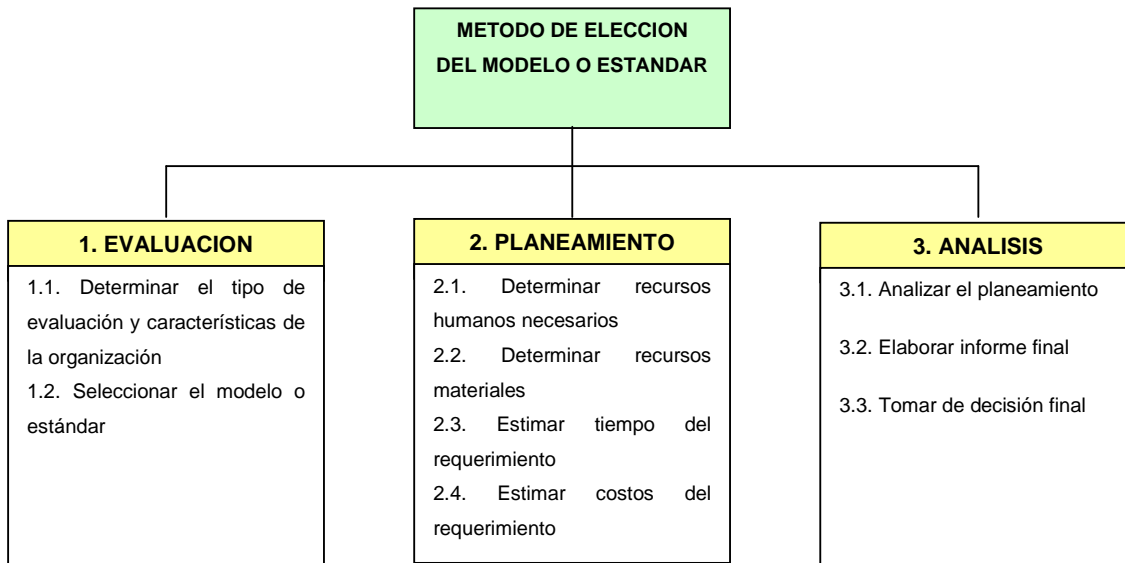 METODO DE ELECCION
DEL MODELO O ESTANDAR
1. EVALUACION
1.1. Determinar el tipo de
evaluación y características de
la organización
1.2. Seleccionar el modelo o
estándar
2. PLANEAMIENTO
2.1. Determinar recursos
humanos necesarios
2.2. Determinar recursos
materiales
2.3. Estimar tiempo del
requerimiento
2.4. Estimar costos del
requerimiento
3. ANALISIS
3.1. Analizar el planeamiento
3.2. Elaborar informe final
3.3. Tomar de decisión final